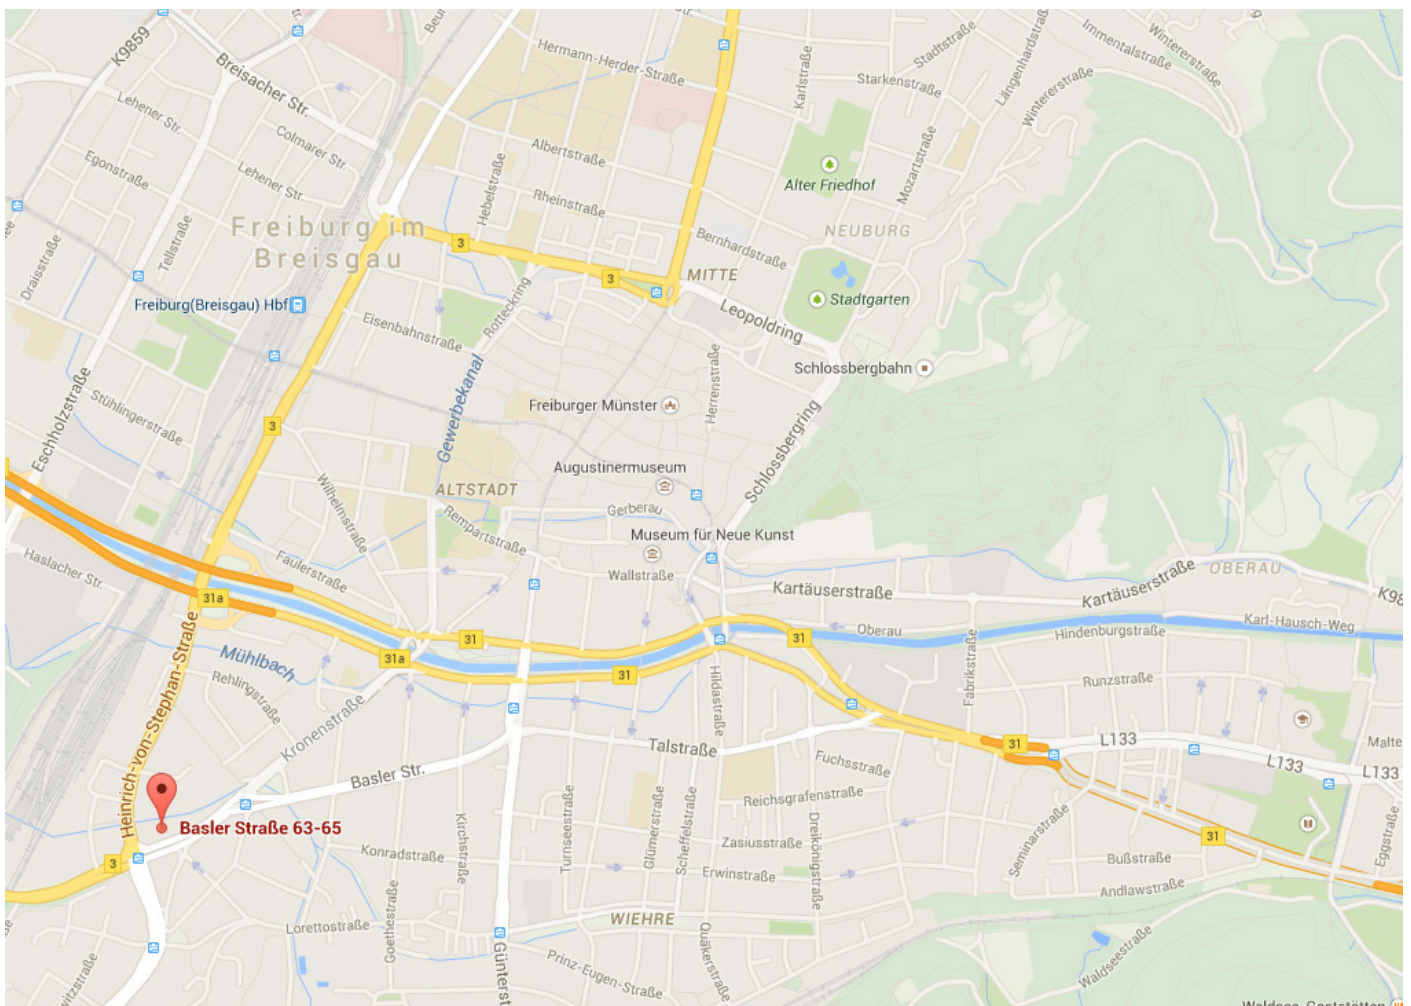 K9859
Breisacher Str.
Lehener Str.
Colmarer Str.
Egonstraße
Lehener Str.
Draisstraße
Tellstraße
Freiburg im
Breisgau
Freiburg(Breisgau) Hbf
Hermann-Herder-Straße
Albertstraße
Hebelstraße
Rheinstraße
Karlstraße
Starkenstraße
Stadtstraße
Längenhardstraße
Immentalstraße
Wintererstraße
Wintererstraße
Mozartstraße
Alter Friedhof
NEUBURG
Bernhardstraße
MITTE
3
3
Stadtgarten
Leopoldring
Rotteckring
Eisenbahnstraße
Schlossbergbahn
Herrenstraße
Freiburger Münster
Gewerbekanal
Eschholzstraße
Stühlingerstraße
3
Schlossbergring
Augustinermuseum
ALTSTADT
Wilhelmstraße
Rempartstraße
Gerberau
Museum für Neue Kunst
Wallstraße
Faulerstraße
Haslacher Str.
31a
Kartäuserstraße
Kartäuserstraße
OBERAU
K98
Karl-Hausch-Weg
Oberau
Hindenburgstraße
31
31
31a
31
Mühlbach
Rehlingstraße
Heinrich-von-Stephan-Straße
Kronenstraße
Hildastraße
Fabrikstraße
Runzstraße
Talstraße
31
L133
L133
L133
Malte
Basler Str.
Fuchsstraße
Reichsgrafenstraße
Basler Straße 63-65
Turnseestraße
Glümerstraße
Scheffelstraße
Zasiusstraße
Dreikönigstraße
Seminarstraße
31
Kirchstraße
Konradstraße
Erwinstraße
Bußstraße
Eggstraße
3
Andlawstraße
Goethestraße
Lorettostraße
WIEHRE
Günterst
Quäkerstraße
Prinz-Eugen-Straße
Waldseestraße